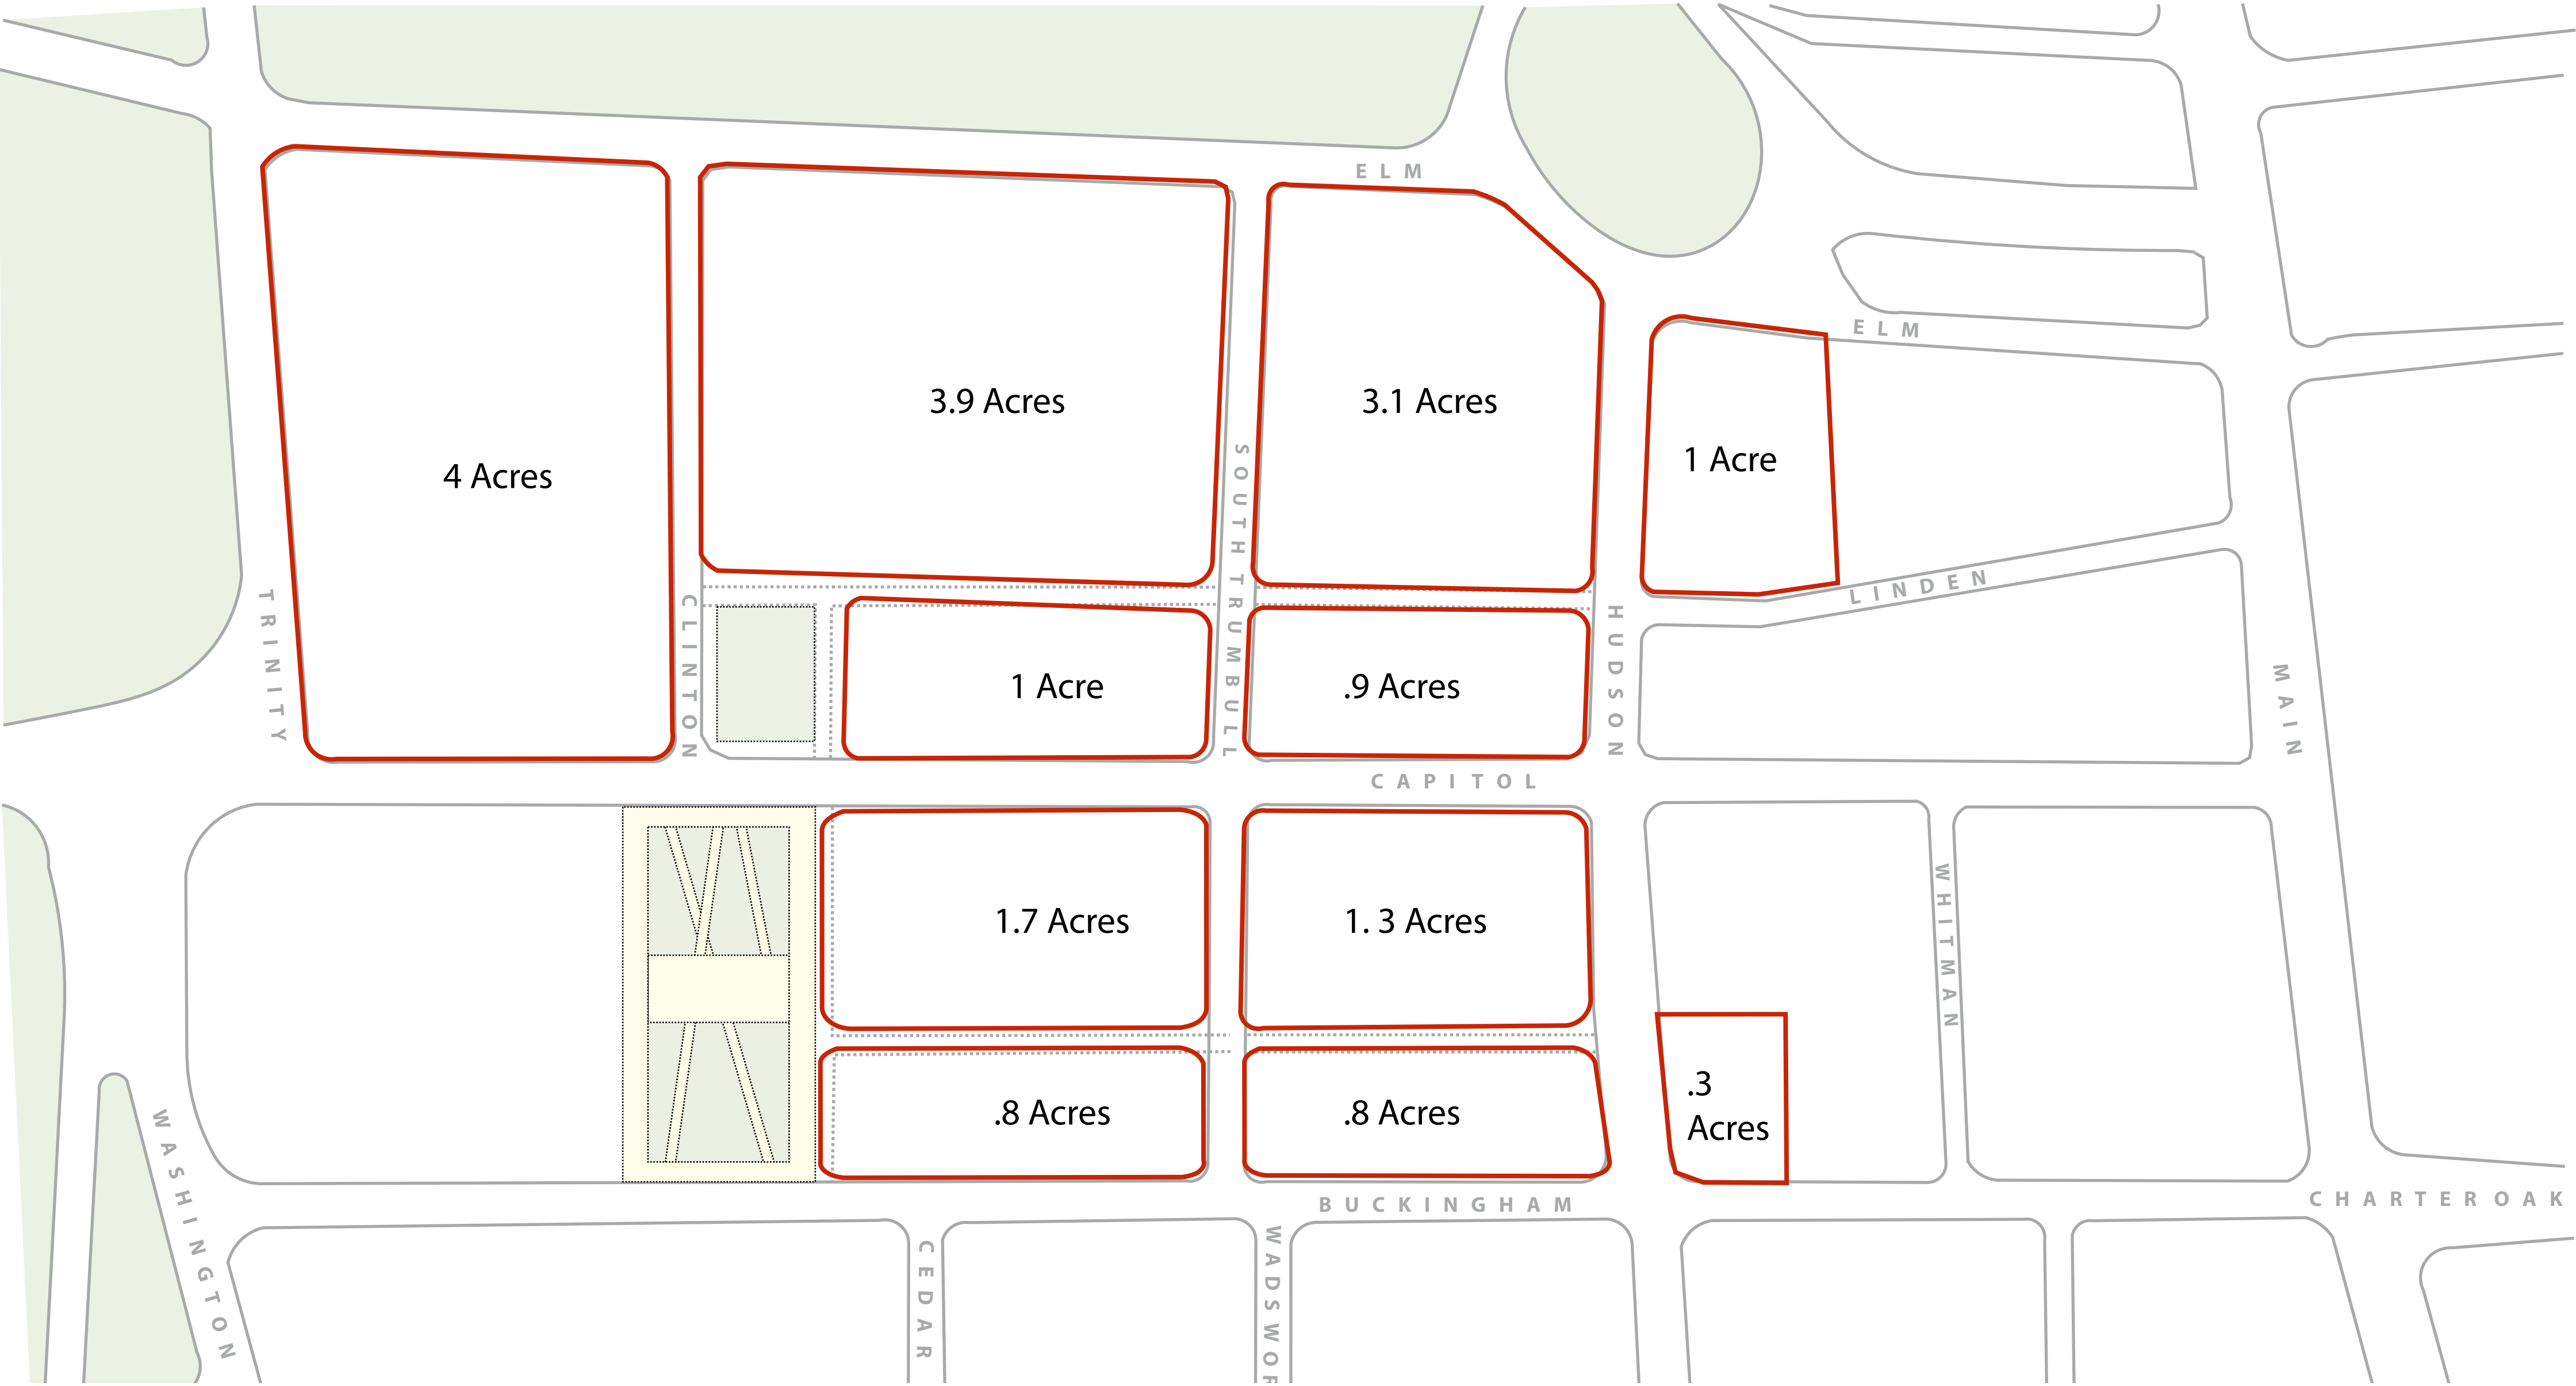 ELM
ELM
3.9 Acres
3.1 Acres
1 Acre
4 Acres
SOUTH TRUMBULL
LINDEN
TRINITY
CLINTON
HUDSON
1 Acre
.9 Acres
MAIN
CAPITOL
1.7 Acres
1. 3 Acres
WHITMAN
.3
Acres
.8 Acres
.8 Acres
WASHINGTON
BUCKINGHAM
CHARTEROAK
CEDAR
WADSWOR